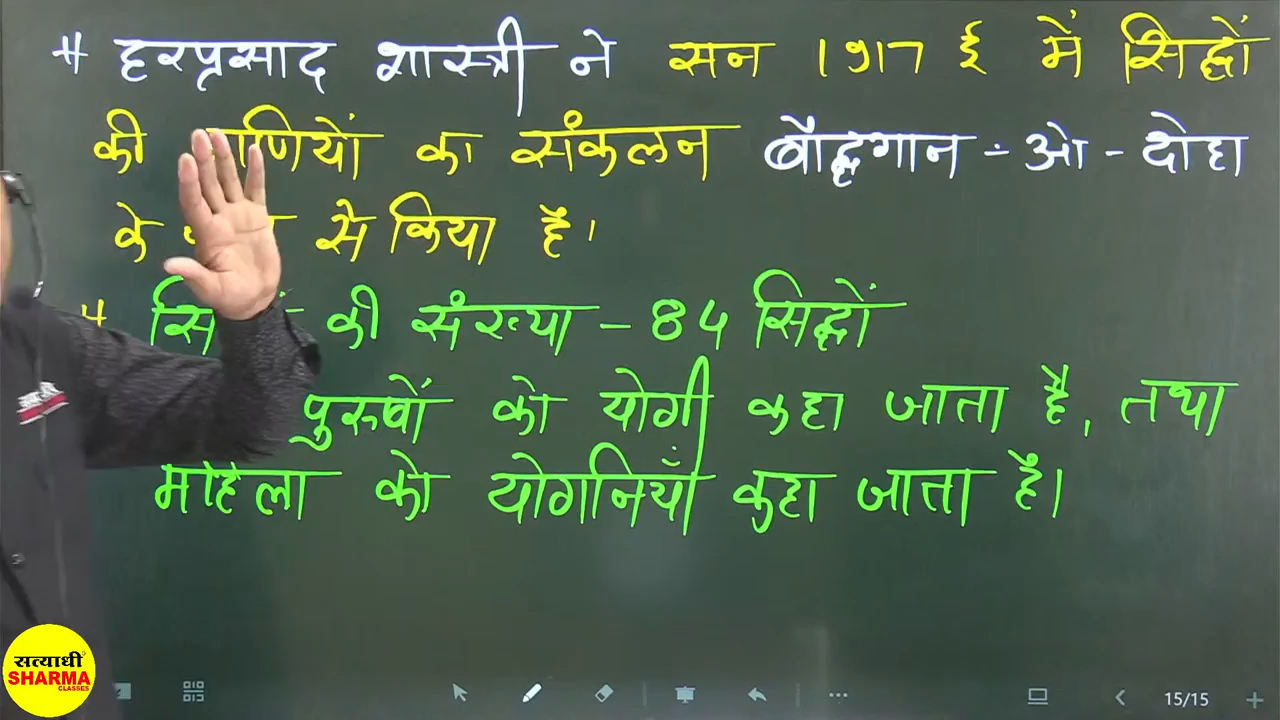 # हरप्रसाद शास्त्री ने सन 1917 ई में सिद्धों
की का संकलन बौद्धगान - ओ - दोहा
के से किया है।
की संख्या - 84 सिद्धों
पुरुषों को योगी कहा जाता है, तथा
महिला को योगनियाँ कहा जाता है।
सत्यार्थी
SHARMA
CLASSES
15/15